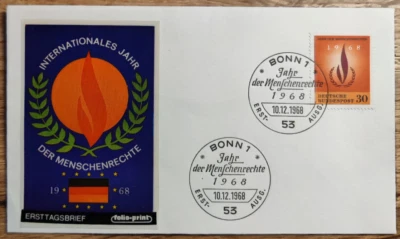 INTERNATIONALES JAHR
DER MENSCHENRECHTE
19 68
ERSTTAGSBRIEF
folio-print
BONN 1
Jahr
der Menschenrechte
1968
10.12.1968
ERST- AUSG.
53
1968
DEUTSCHE
BUNDESPOST 30
BONN 1
Jahr
der Menschenrechte
1968
10.12.1968
ERST- AUSG.
53